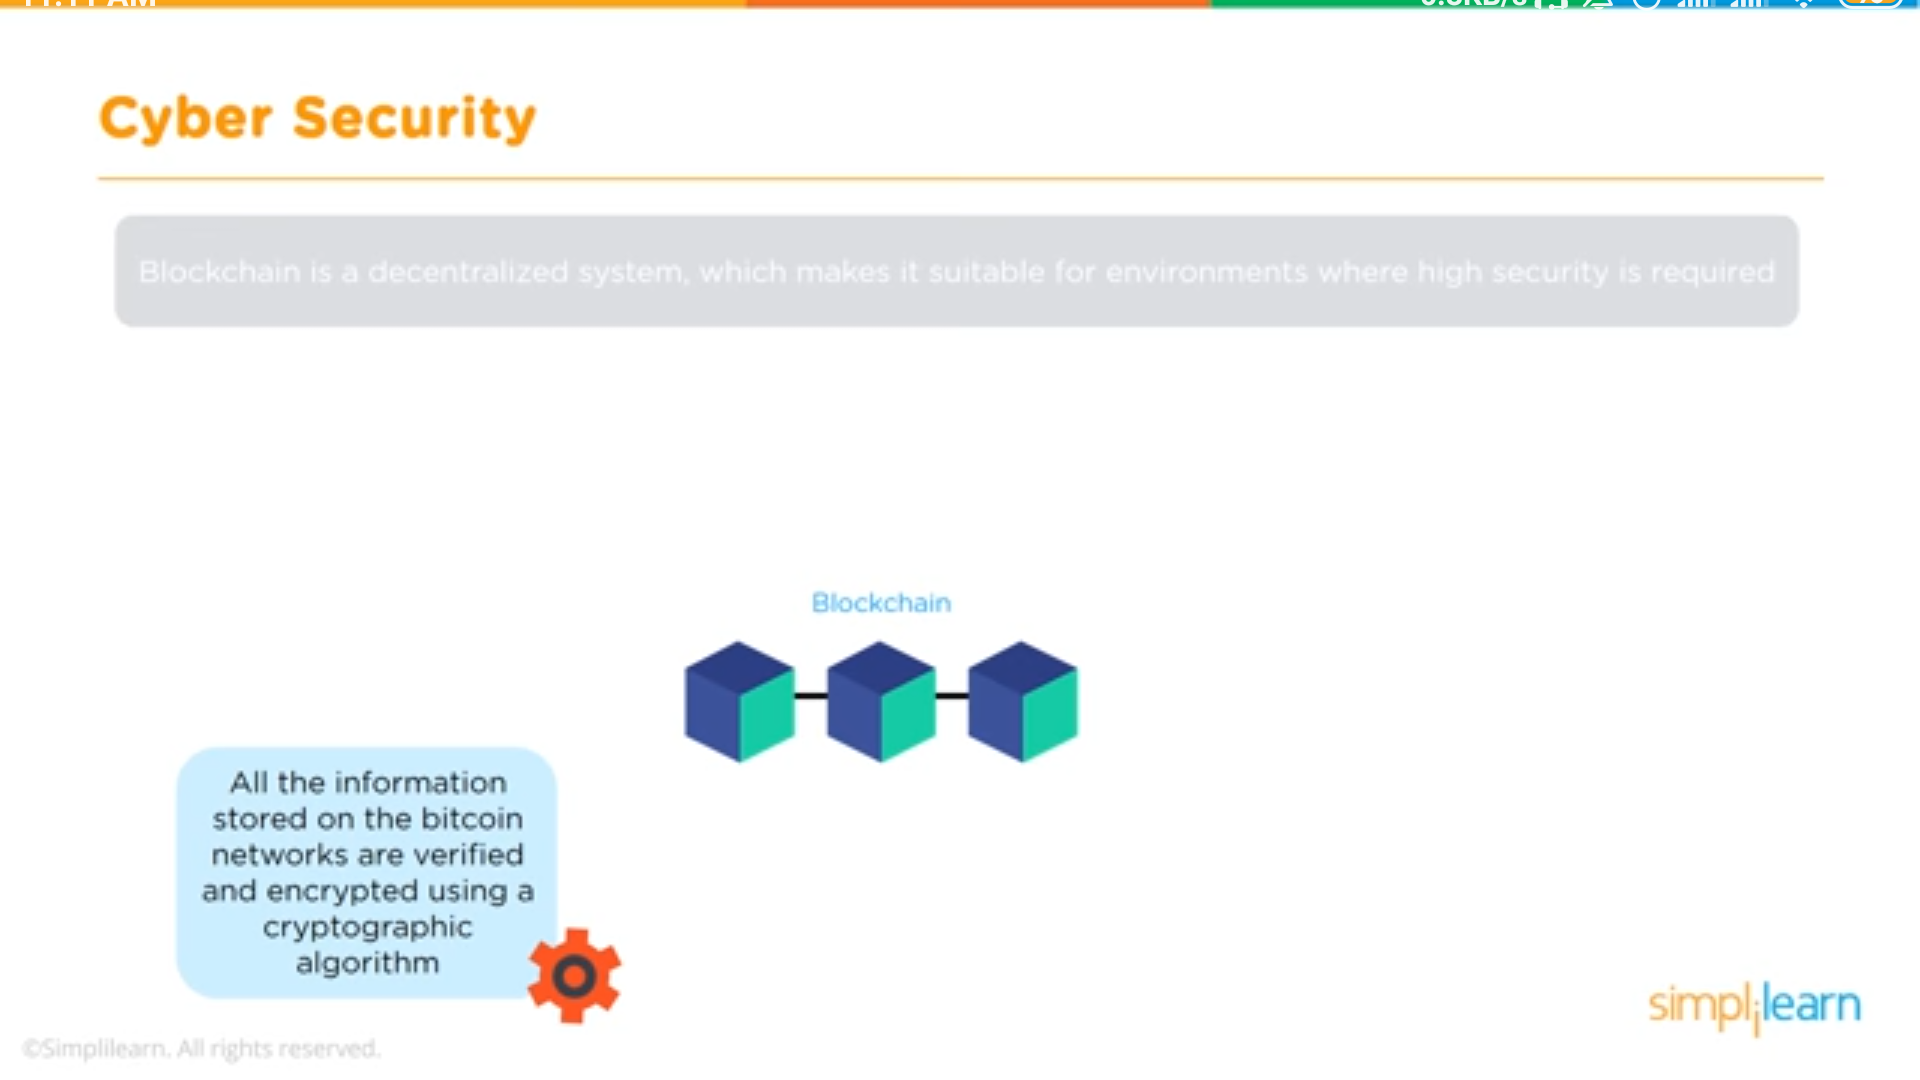 Cyber Security
Blockchain is a decentralized system, which makes it suitable for environments where high security is required
Blockchain
All the information
stored on the bitcoin
networks are verified
and encrypted using a
cryptographic
algorithm
simplilearn
©Simplilearn. All rights reserved.